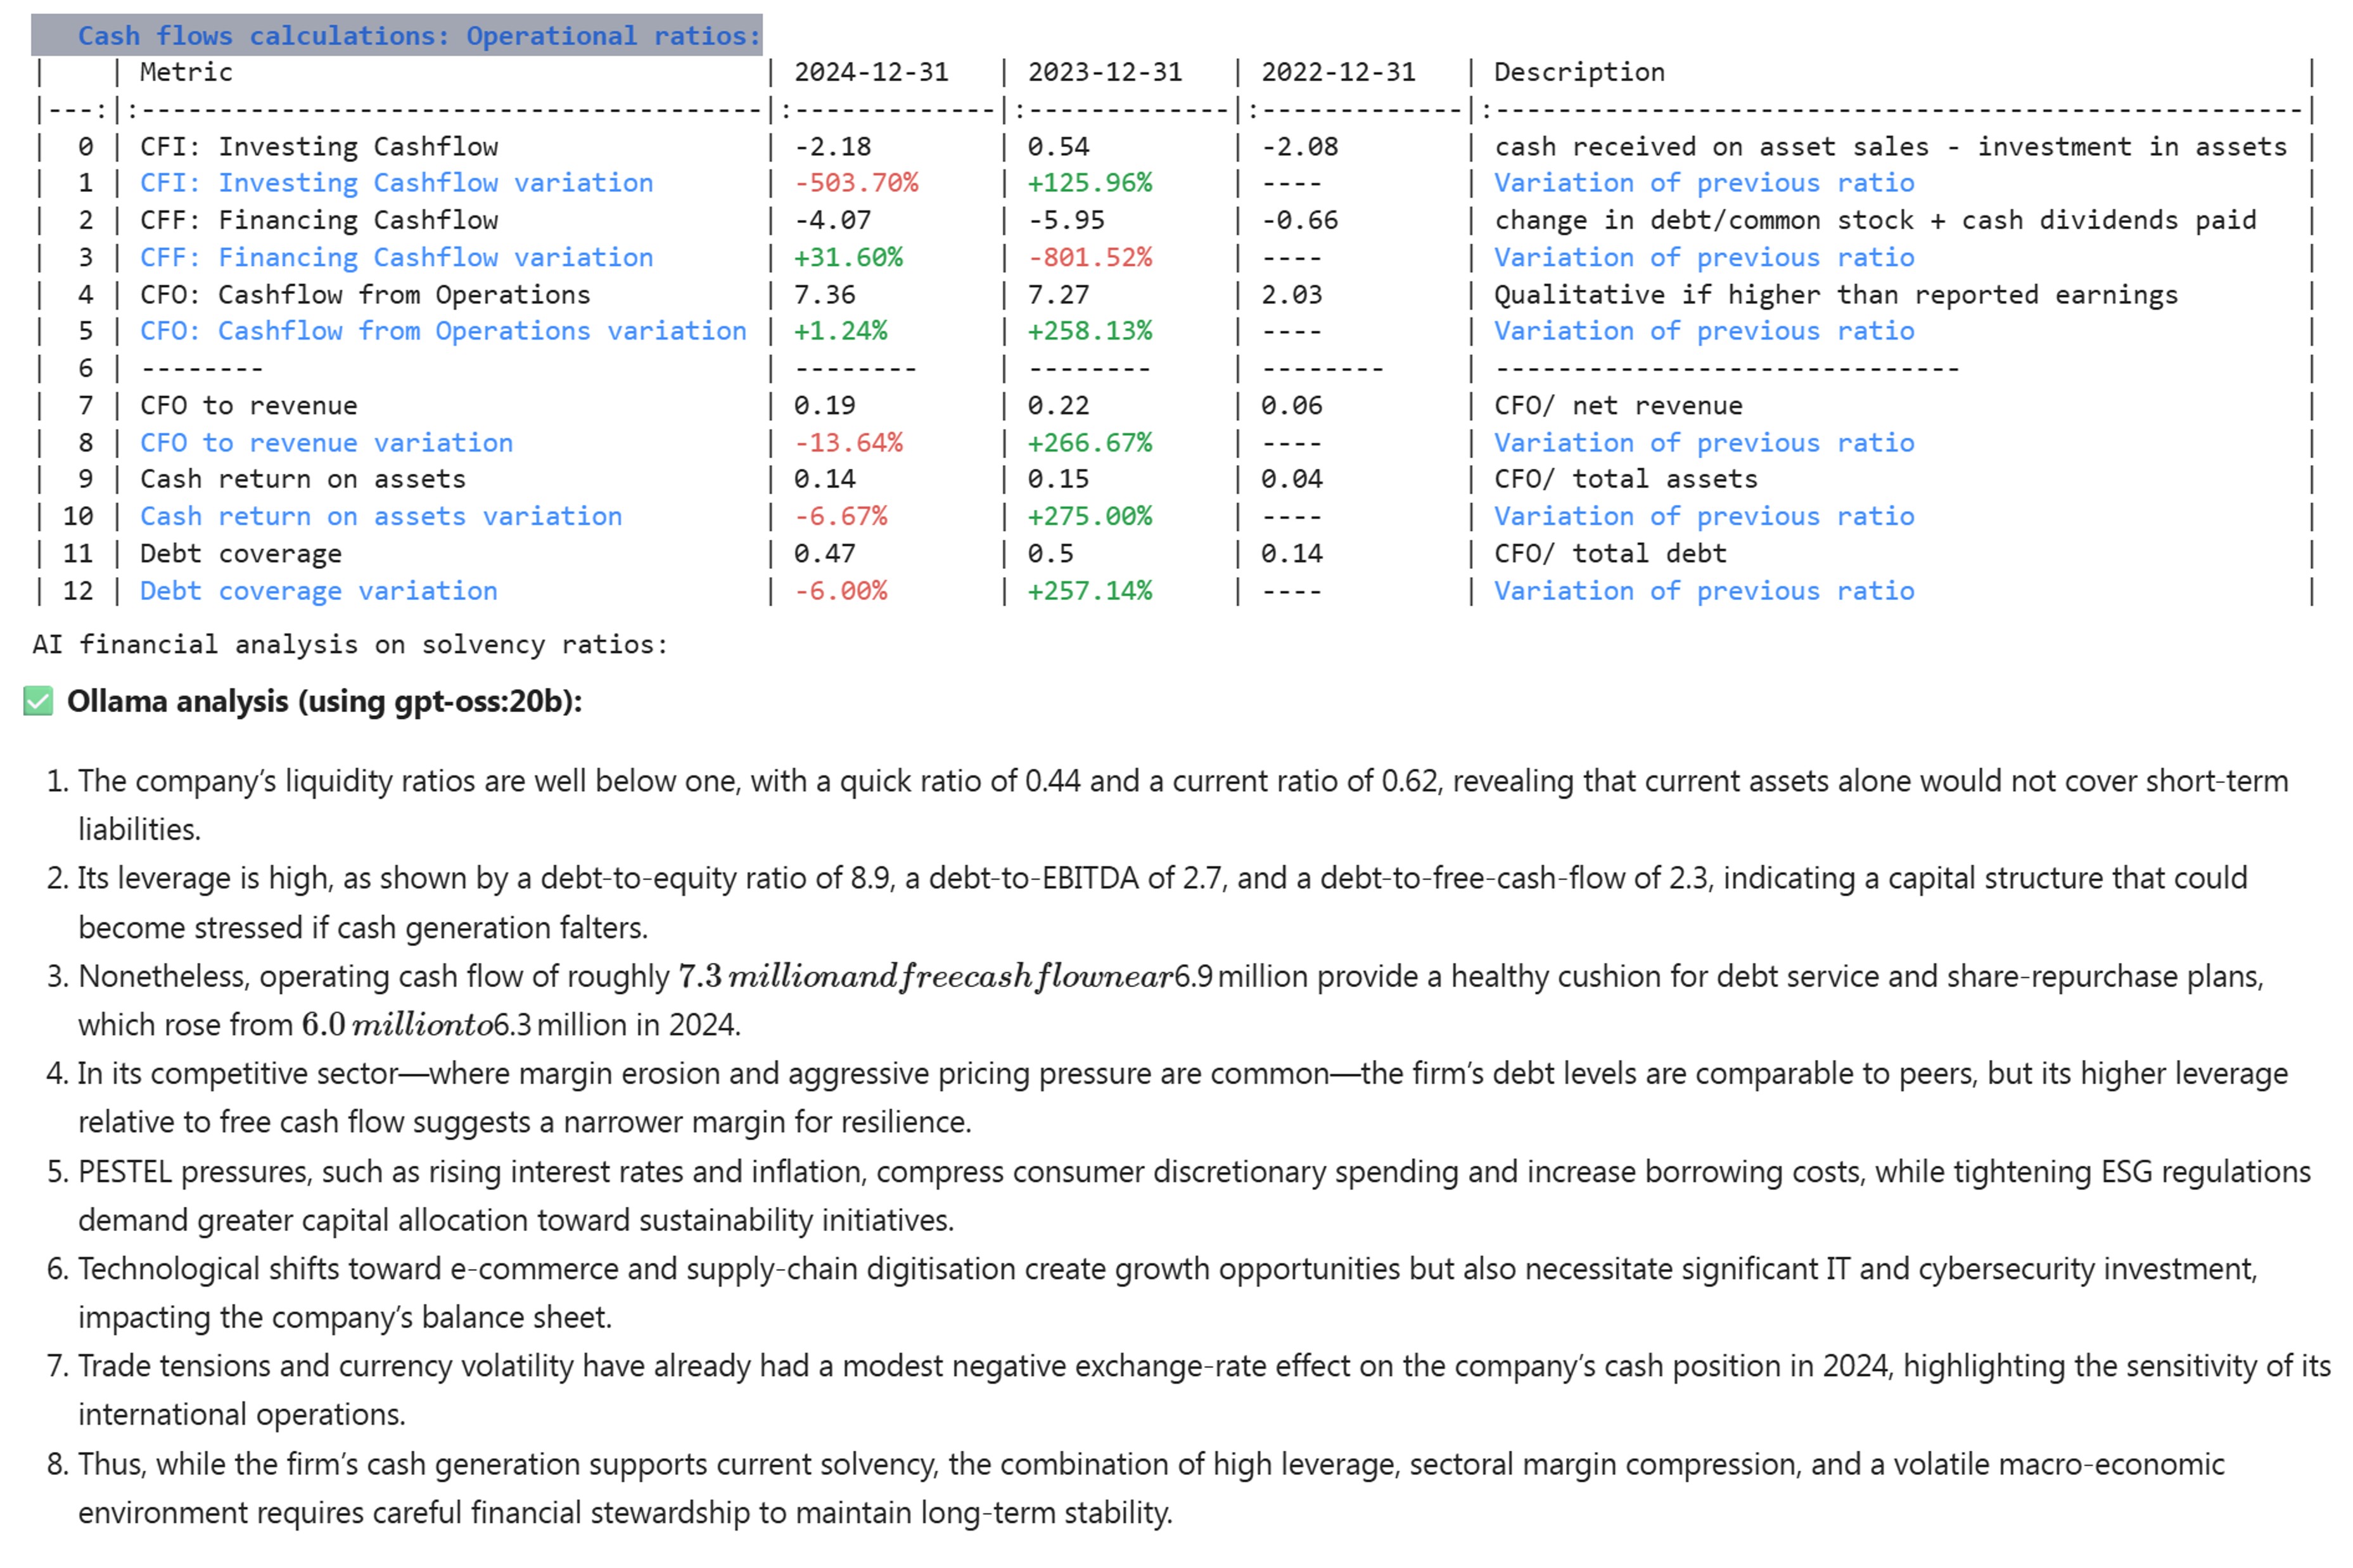 Cash flows calculations: Operational ratios:
| | Metric | 2024-12-31 | 2023-12-31 | 2022-12-31 | Description |
|---:|:----------------------------------------|:-------------|:-------------|:-------------|:----------------------------------------------------|
| 0 | CFI: Investing Cashflow | -2.18 | 0.54 | -2.08 | cash received on asset sales - investment in assets |
| 1 | CFI: Investing Cashflow variation | -503.70% | +125.96% | ---- | Variation of previous ratio |
| 2 | CFF: Financing Cashflow | -4.07 | -5.95 | -0.66 | change in debt/common stock + cash dividends paid |
| 3 | CFF: Financing Cashflow variation | +31.60% | -801.52% | ---- | Variation of previous ratio |
| 4 | CFO: Cashflow from Operations | 7.36 | 7.27 | 2.03 | Qualitative if higher than reported earnings |
| 5 | CFO: Cashflow from Operations variation | +1.24% | +258.13% | ---- | Variation of previous ratio |
| 6 | -------- | -------- | -------- | -------- | ------------------------------ |
| 7 | CFO to revenue | 0.19 | 0.22 | 0.06 | CFO/ net revenue |
| 8 | CFO to revenue variation | -13.64% | +266.67% | ---- | Variation of previous ratio |
| 9 | Cash return on assets | 0.14 | 0.15 | 0.04 | CFO/ total assets |
| 10 | Cash return on assets variation | -6.67% | +275.00% | ---- | Variation of previous ratio |
| 11 | Debt coverage | 0.47 | 0.5 | 0.14 | CFO/ total debt |
| 12 | Debt coverage variation | -6.00% | +257.14% | ---- | Variation of previous ratio |
AI financial analysis on solvency ratios:
✅ Ollama analysis (using gpt-oss:20b):
1. The company’s liquidity ratios are well below one, with a quick ratio of 0.44 and a current ratio of 0.62, revealing that current assets alone would not cover short-term
liabilities.
2. Its leverage is high, as shown by a debt-to-equity ratio of 8.9, a debt-to-EBITDA of 2.7, and a debt-to-free-cash-flow of 2.3, indicating a capital structure that could
become stressed if cash generation falters.
3. Nonetheless, operating cash flow of roughly 7.3millionandfreecashflownear6.9 million provide a healthy cushion for debt service and share-repurchase plans,
which rose from 6.0millionto6.3 million in 2024.
4. In its competitive sector—where margin erosion and aggressive pricing pressure are common—the firm’s debt levels are comparable to peers, but its higher leverage
relative to free cash flow suggests a narrower margin for resilience.
5. PESTEL pressures, such as rising interest rates and inflation, compress consumer discretionary spending and increase borrowing costs, while tightening ESG regulations
demand greater capital allocation toward sustainability initiatives.
6. Technological shifts toward e-commerce and supply-chain digitisation create growth opportunities but also necessitate significant IT and cybersecurity investment,
impacting the company’s balance sheet.
7. Trade tensions and currency volatility have already had a modest negative exchange-rate effect on the company’s cash position in 2024, highlighting the sensitivity of its
international operations.
8. Thus, while the firm’s cash generation supports current solvency, the combination of high leverage, sectoral margin compression, and a volatile macro-economic
environment requires careful financial stewardship to maintain long-term stability.